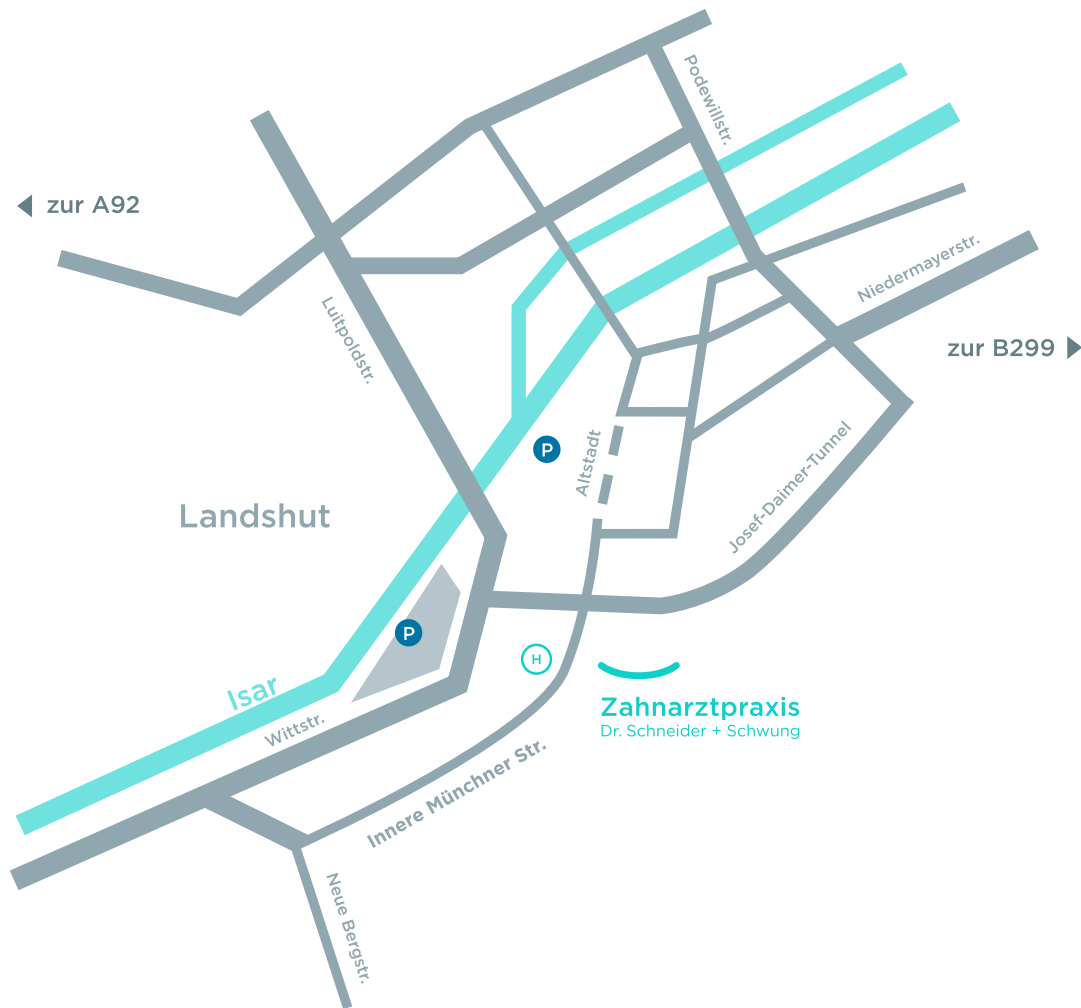 Podewillstr.
zur A92
Niedermayerstr.
Luitpoldstr.
zur B299
P
Altstadt
Josef-Daimer-Tunnel
Landshut
P
H
Isar
Zahnarztpraxis
Dr. Schneider + Schwung
Wittstr.
Innere Münchner Str.
Neue Bergstr.